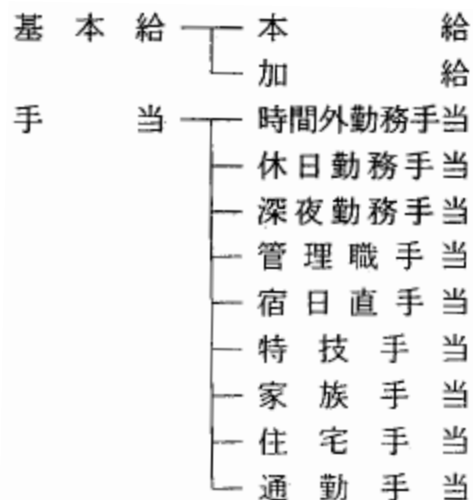 基本給 本給
加給
手当 時間外勤務手当
休日勤務手当
深夜勤務手当
管理職手当
宿日直手当
特技手当
家族手当
住宅手当
通勤手当